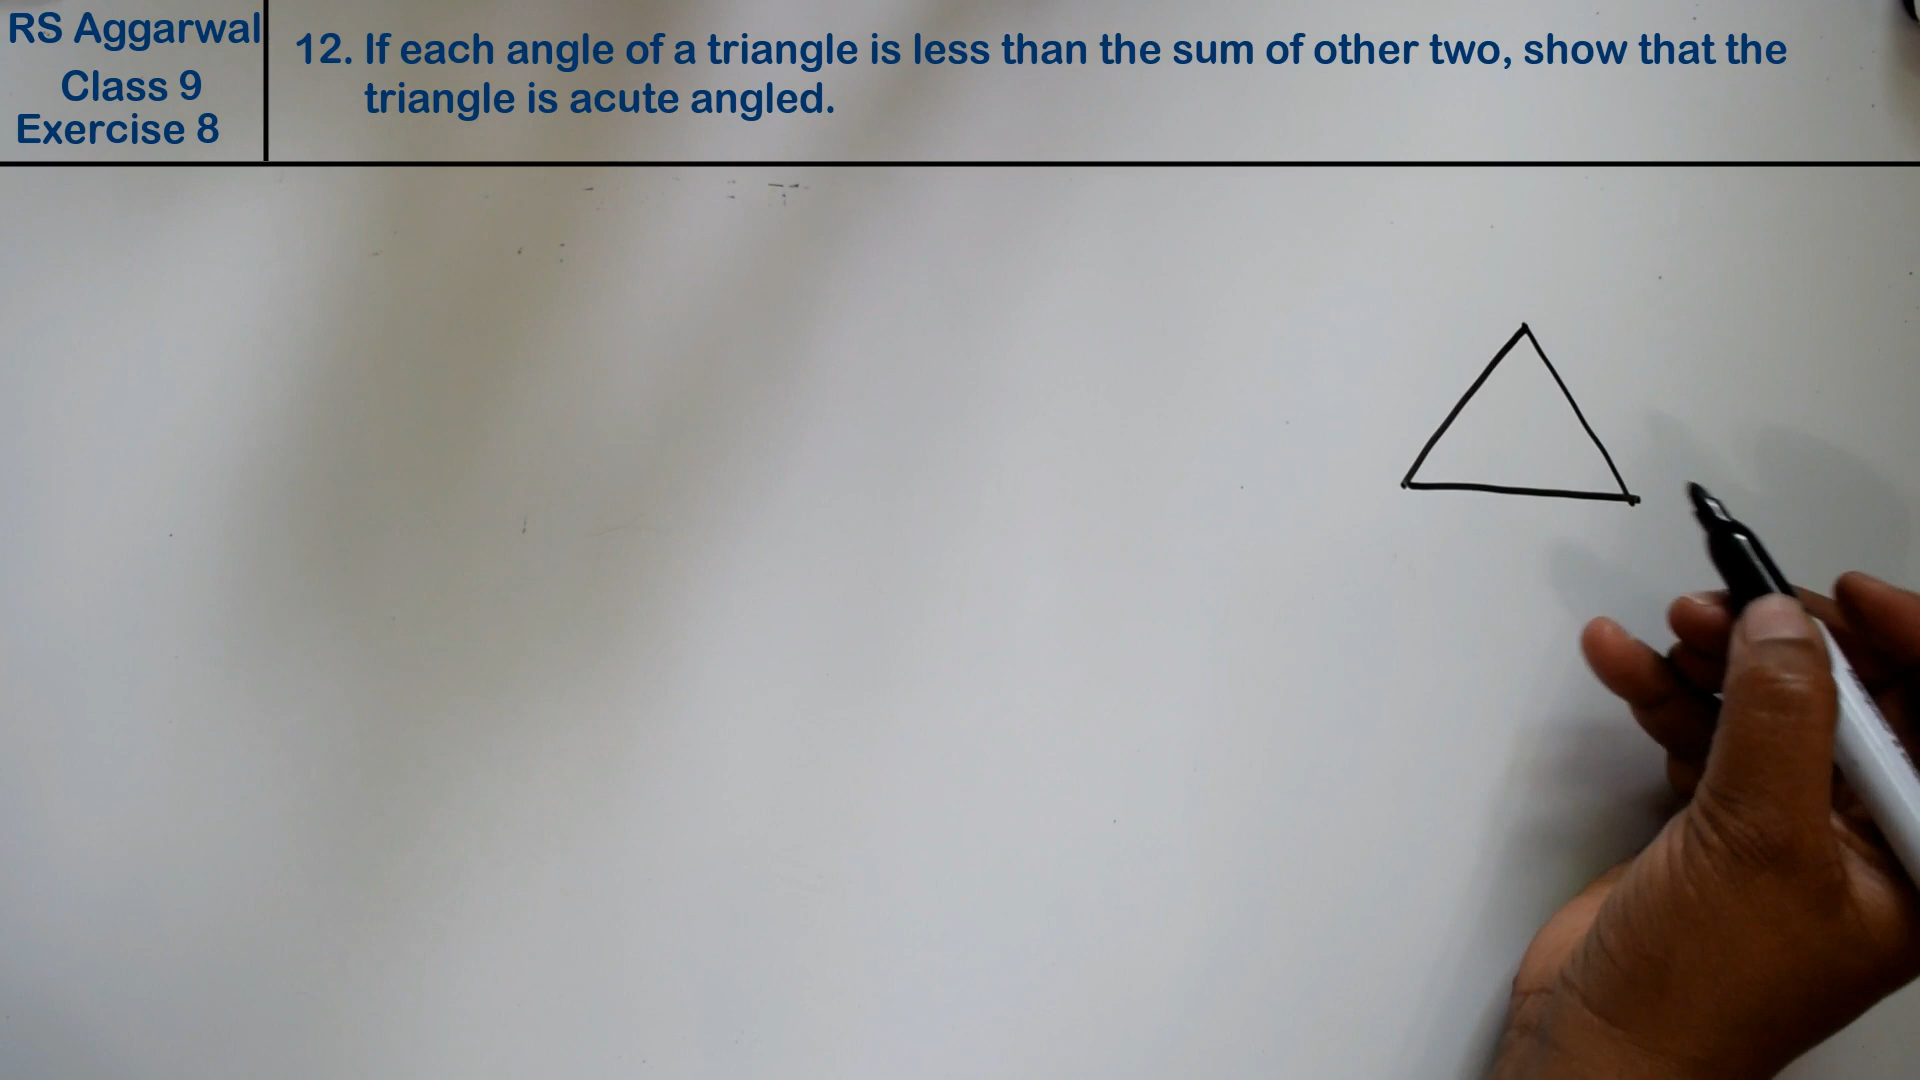 RS Aggarwal
Class 9
Exercise 8
12. If each angle of a triangle is less than the sum of other two, show that the
triangle is acute angled.